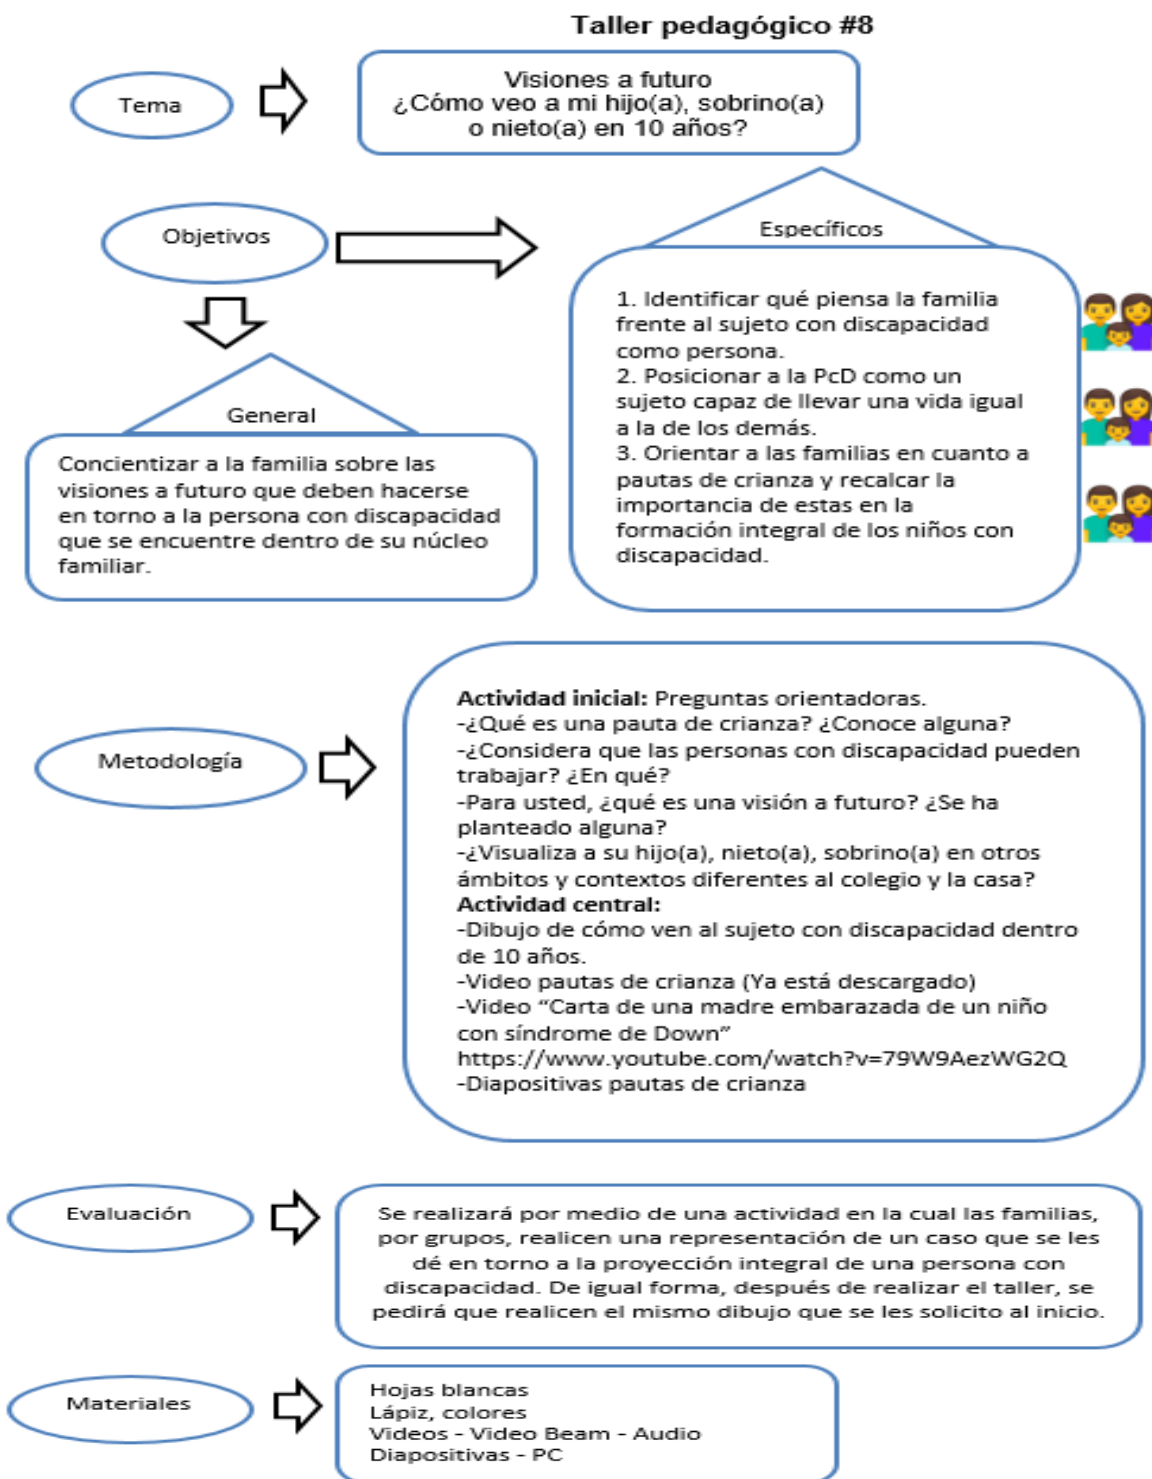 Taller pedagógico #8
Tema
Visiones a futuro
¿Cómo veo a mi hijo(a), sobrino(a)
o nieto(a) en 10 años?
Objetivos
Específicos
1. Identificar qué piensa la familia
frente al sujeto con discapacidad
como persona.
2. Posicionar a la PcD como un
sujeto capaz de llevar una vida igual
a la de los demás.
3. Orientar a las familias en cuanto a
pautas de crianza y recalcar la
importancia de estas en la
formación integral de los niños con
discapacidad.
General
Concientizar a la familia sobre las
visiones a futuro que deben hacerse
en torno a la persona con discapacidad
que se encuentre dentro de su núcleo
familiar.
Metodología
Actividad inicial: Preguntas orientadoras.
-¿Qué es una pauta de crianza? ¿Conoce alguna?
-¿Considera que las personas con discapacidad pueden
trabajar? ¿En qué?
-Para usted, ¿qué es una visión a futuro? ¿Se ha
planteado alguna?
-¿Visualiza a su hijo(a), nieto(a), sobrino(a) en otros
ámbitos y contextos diferentes al colegio y la casa?
Actividad central:
-Dibujo de cómo ven al sujeto con discapacidad dentro
de 10 años.
-Video pautas de crianza (Ya está descargado)
-Video “Carta de una madre embarazada de un niño
con síndrome de Down”
https://www.youtube.com/watch?v=79W9AezWG2Q
-Diapositivas pautas de crianza
Evaluación
Se realizará por medio de una actividad en la cual las familias,
por grupos, realicen una representación de un caso que se les
dé en torno a la proyección integral de una persona con
discapacidad. De igual forma, después de realizar el taller, se
pedirá que realicen el mismo dibujo que se les solicito al inicio.
Materiales
Hojas blancas
Lápiz, colores
Videos - Video Beam - Audio
Diapositivas - PC